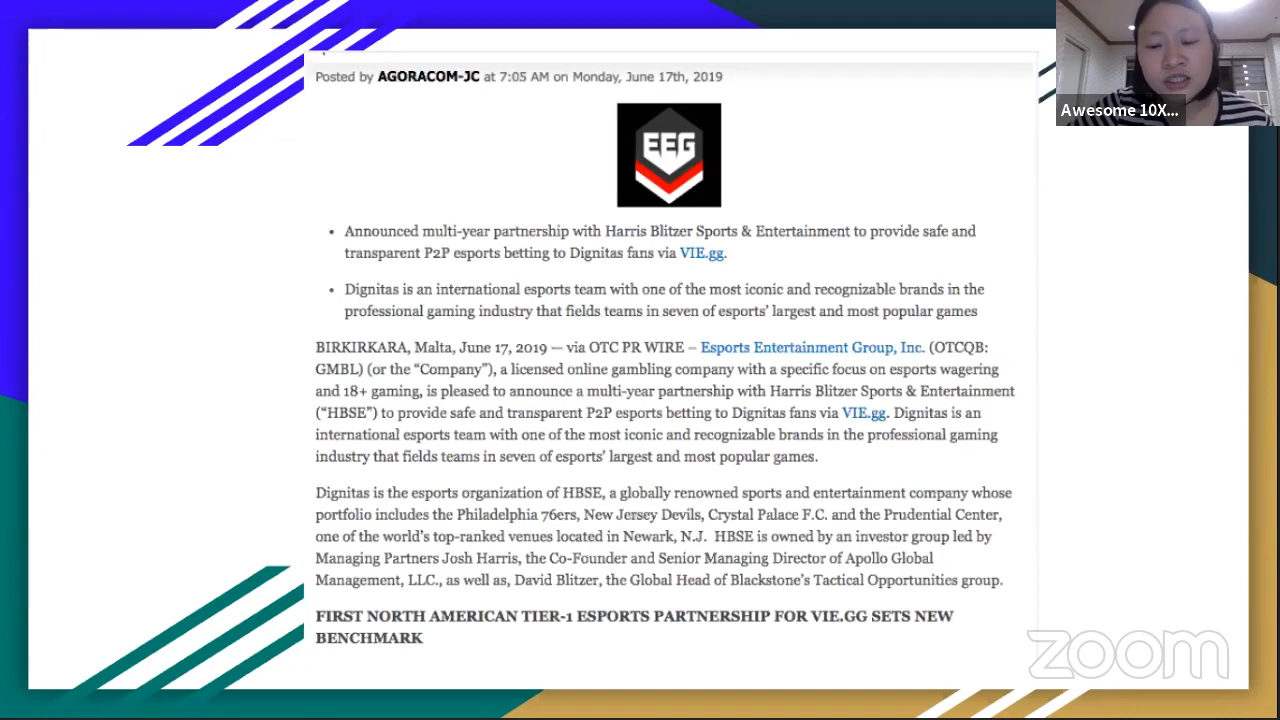 Posted by AGORACOM-JC at 7:05 AM on Monday, June 17th, 2019
Awesome 10X...
EEG
• Announced multi-year partnership with Harris Blitzer Sports & Entertainment to provide safe and
transparent P2P esports betting to Dignitas fans via VIE.gg.
• Dignitas is an international esports team with one of the most iconic and recognizable brands in the
professional gaming industry that fields teams in seven of esports’ largest and most popular games
BIRKIRKARA, Malta, June 17, 2019 — via OTC PR WIRE – Esports Entertainment Group, Inc. (OTCQB:
GMBL) (or the “Company”), a licensed online gambling company with a specific focus on esports wagering
and 18+ gaming, is pleased to announce a multi-year partnership with Harris Blitzer Sports & Entertainment
(“HBSE”) to provide safe and transparent P2P esports betting to Dignitas fans via VIE.gg. Dignitas is an
international esports team with one of the most iconic and recognizable brands in the professional gaming
industry that fields teams in seven of esports’ largest and most popular games.
Dignitas is the esports organization of HBSE, a globally renowned sports and entertainment company whose
portfolio includes the Philadelphia 76ers, New Jersey Devils, Crystal Palace F.C. and the Prudential Center,
one of the world’s top-ranked venues located in Newark, N.J. HBSE is owned by an investor group led by
Managing Partners Josh Harris, the Co-Founder and Senior Managing Director of Apollo Global
Management, LLC., as well as, David Blitzer, the Global Head of Blackstone’s Tactical Opportunities group.
FIRST NORTH AMERICAN TIER-1 ESPORTS PARTNERSHIP FOR VIE.GG SETS NEW
BENCHMARK
zoom